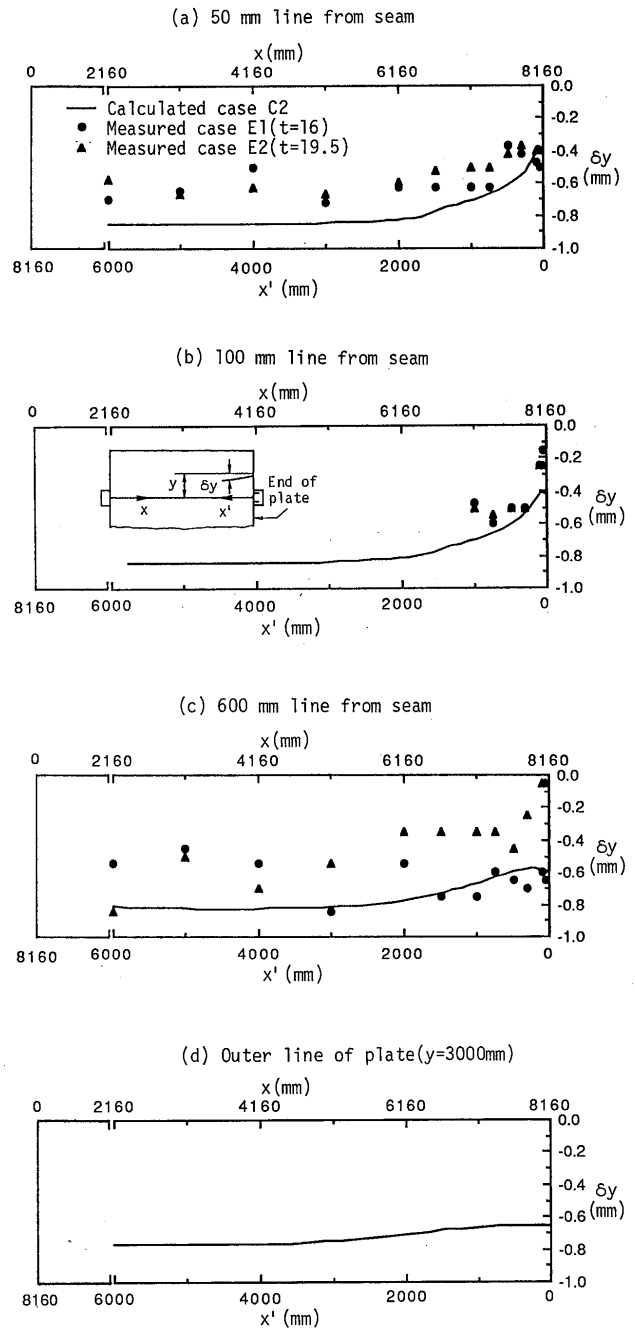 (a) 50 mm line from seam
x(mm)
0 2160 4160 6160 8160
Calculated case C2
Measured case E1(t=16)
Measured case E2(t=19.5)
0.0
-0.2
-0.4
-0.6
-0.8
-1.0
δy
(mm)
8160 6000 4000 2000 0
x'(mm)
(b) 100 mm line from seam
x(mm)
0 2160 4160 6160 8160
y
δy
x
x'
End of
plate
0.0
-0.2
-0.4
-0.6
-0.8
-1.0
δy
(mm)
8160 6000 4000 2000 0
x'(mm)
(c) 600 mm line from seam
x(mm)
0 2160 4160 6160 8160
0.0
-0.2
-0.4
-0.6
-0.8
-1.0
δy
(mm)
8160 6000 4000 2000 0
x'(mm)
(d) Outer line of plate(y=3000mm)
x(mm)
0 2160 4160 6160 8160
0.0
-0.2
-0.4
-0.6
-0.8
-1.0
δy
(mm)
8160 6000 4000 2000 0
x'(mm)